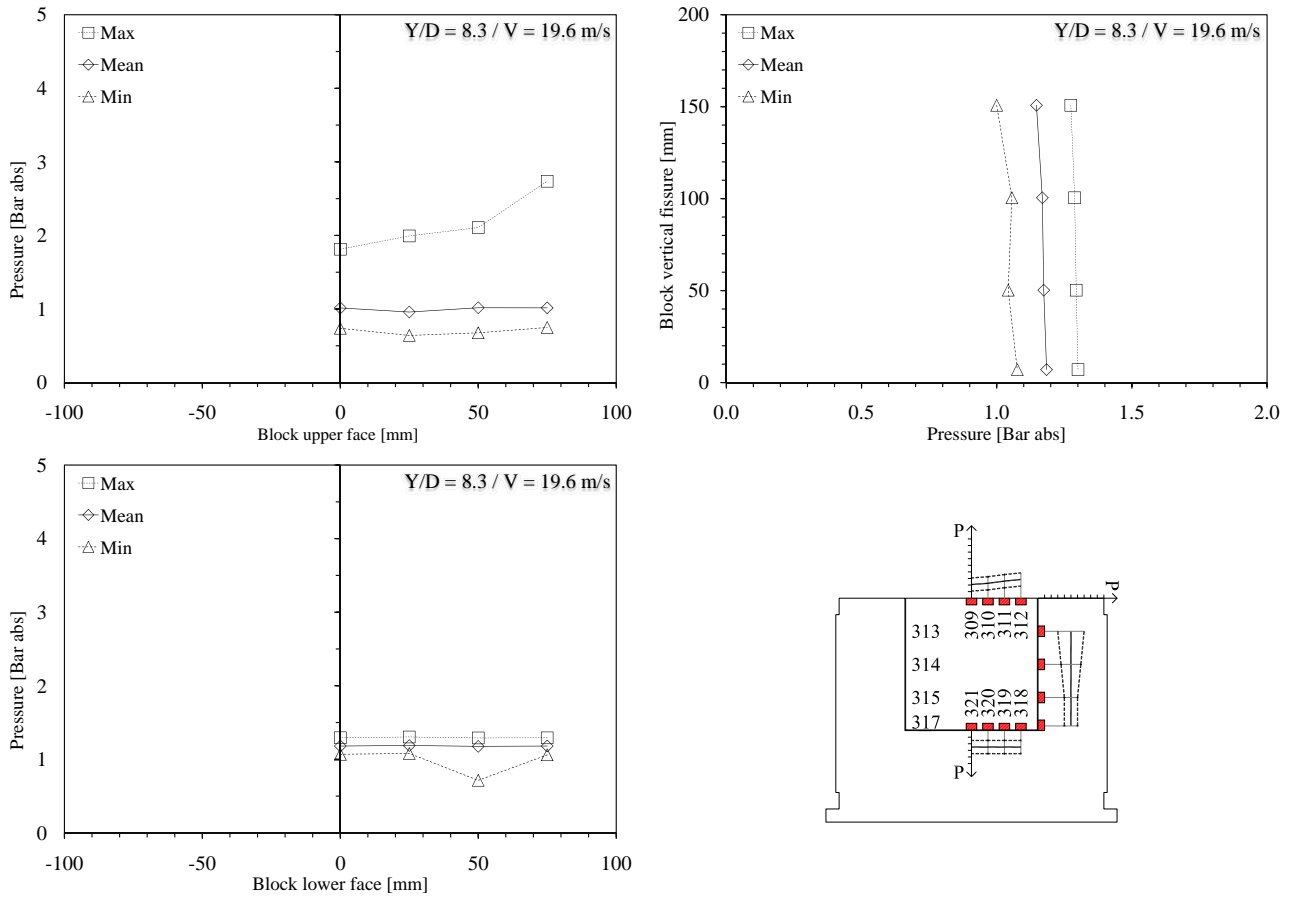 Y/D = 8.3 / V = 19.6 m/s
Max
Mean
Min
5
4
3
2
1
0
Pressure [Bar abs]
-100 -50 0 50 100
Block upper face [mm]
Y/D = 8.3 / V = 19.6 m/s
Max
Mean
Min
200
150
100
50
0
Block vertical fissure [mm]
0.0 0.5 1.0 1.5 2.0
Pressure [Bar abs]
Y/D = 8.3 / V = 19.6 m/s
Max
Mean
Min
5
4
3
2
1
0
Pressure [Bar abs]
-100 -50 0 50 100
Block lower face [mm]
P
P
309 310 311 312
313
314
315
317
321 320 319 318
P